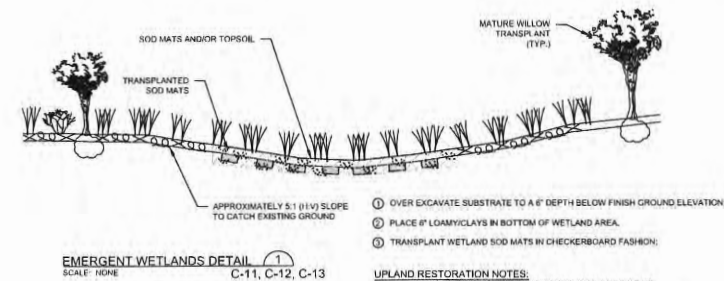 MATURE WILLOW
TRANSPLANT
(TYP.)
SOD MATS AND/OR TOPSOIL
TRANSPLANTED
SOD MATS
APPROXIMATELY 5:1 (H:V) SLOPE
TO CATCH EXISTING GROUND
① OVER EXCAVATE SUBSTRATE TO A 6" DEPTH BELOW FINISH GROUND ELEVATION
② PLACE 6" LOAMY/CLAYS IN BOTTOM OF WETLAND AREA.
③ TRANSPLANT WETLAND SOD MATS IN CHECKERBOARD FASHION;
EMERGENT WETLANDS DETAIL 1
SCALE: NONE C-11, C-12, C-13
UPLAND RESTORATION NOTES: